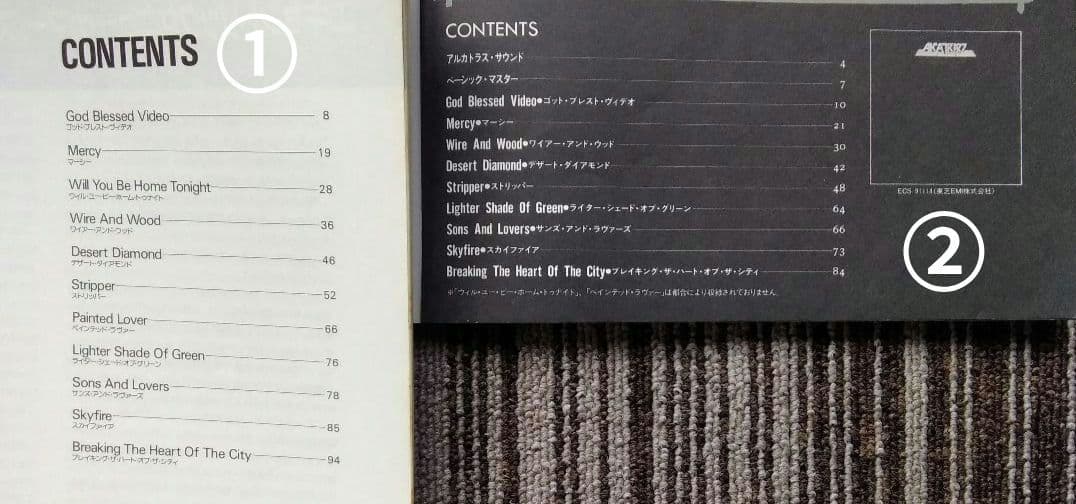 CONTENTS
1
God Blessed Video 8
ゴッド・ブレスト・ヴィデオ
Mercy 19
マーシー
Will You Be Home Tonight 28
ウィル・ユー・ビー・ホーム・トゥナイト
Wire And Wood 36
ワイアー・アンド・ウッド
Desert Diamond 46
デザート・ダイアモンド
Stripper 52
ストリッパー
Painted Lover 66
ペインテッド・ラヴァー
Lighter Shade Of Green 76
ライター・シェード・オブ・グリーン
Sons And Lovers 78
サンズ・アンド・ラヴァーズ
Skyfire 85
スカイファイア
Breaking The Heart Of The City 94
ブレイキング・ザ・ハート・オブ・ザ・シティ
CONTENTS
アルカトラス・サウンド 4
ベーシック・マスター 7
God Blessed Video●ゴット・ブレスト・ヴィデオ 10
Mercy●マーシー 21
Wire And Wood●ワイアー・アンド・ウッド 30
Desert Diamond●デザート・ダイアモンド 42
Stripper●ストリッパー 48
Lighter Shade Of Green●ライター・シェード・オブ・グリーン 64
Sons And Lovers●サンズ・アンド・ラヴァーズ 66
Skyfire●スカイファイア 73
Breaking The Heart Of The City●ブレイキング・ザ・ハート・オブ・ザ・シティ 84
※「ウィル・ユー・ビー・ホーム・トゥナイト」、「ペインテッド・ラヴァー」は都合により収録されておりません。
ALCATRAZZ
ECS-91114(東芝EMI株式会社)
2